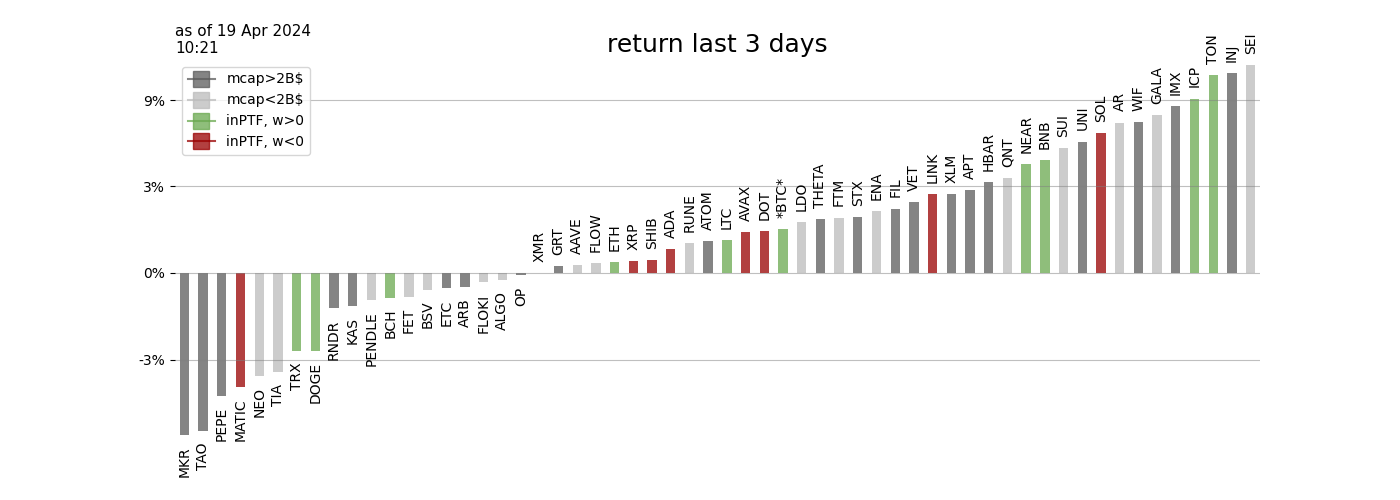 as of 19 Apr 2024
10:21
return last 3 days
mcap>2B$
mcap<2B$
inPTF, w>0
inPTF, w<0
9%
3%
0%
-3%
MKR
TAO
PEPE
MATIC
NEO
TIA
TRX
DOGE
RNDR
KAS
PENDLE
BCH
FET
BSV
ETC
ARB
FLOKI
ALGO
OP
XMR
GRT
AAVE
FLOW
ETH
XRP
SHIB
ADA
RUNE
ATOM
LTC
AVAX
DOT
*BTC*
LDO
THETA
FTM
STX
ENA
FIL
VET
LINK
XLM
APT
HBAR
QNT
NEAR
BNB
SUI
UNI
SOL
AR
WIF
GALA
IMX
ICP
TON
INJ
SEI